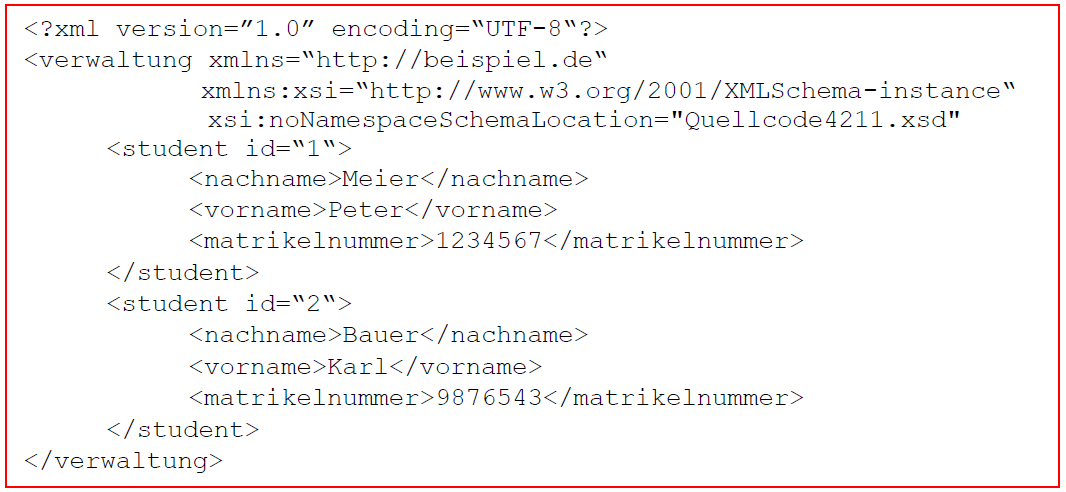 <?xml version=”1.0” encoding=“UTF-8“?>
<verwaltung xmlns=“http://beispiel.de“
xmlns:xsi=“http://www.w3.org/2001/XMLSchema-instance“
xsi:noNamespaceSchemaLocation="Quellcode4211.xsd"
<student id=“1“>
<nachname>Meier</nachname>
<vorname>Peter</vorname>
<matrikelnummer>1234567</matrikelnummer>
</student>
<student id=“2“>
<nachname>Bauer</nachname>
<vorname>Karl</vorname>
<matrikelnummer>9876543</matrikelnummer>
</student>
</verwaltung>